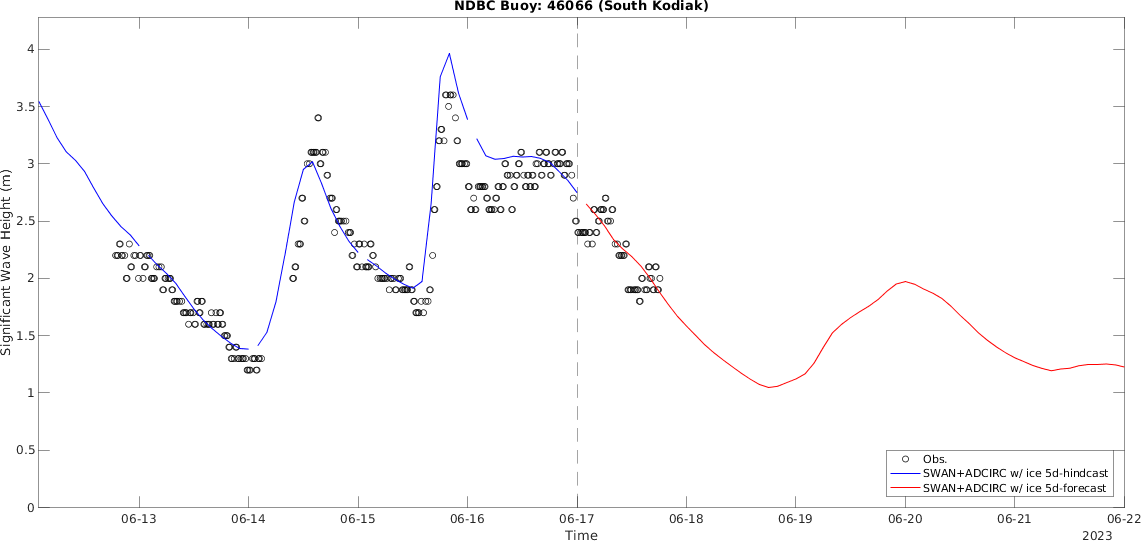 NDBC Buoy: 46066 (South Kodiak)
Significant Wave Height (m)
4
3.5
3
2.5
2
1.5
1
0.5
0
Obs.
SWAN+ADCIRC w/ ice 5d-hindcast
SWAN+ADCIRC w/ ice 5d-forecast
06-13 06-14 06-15 06-16 06-17 06-18 06-19 06-20 06-21 06-22
Time
2023